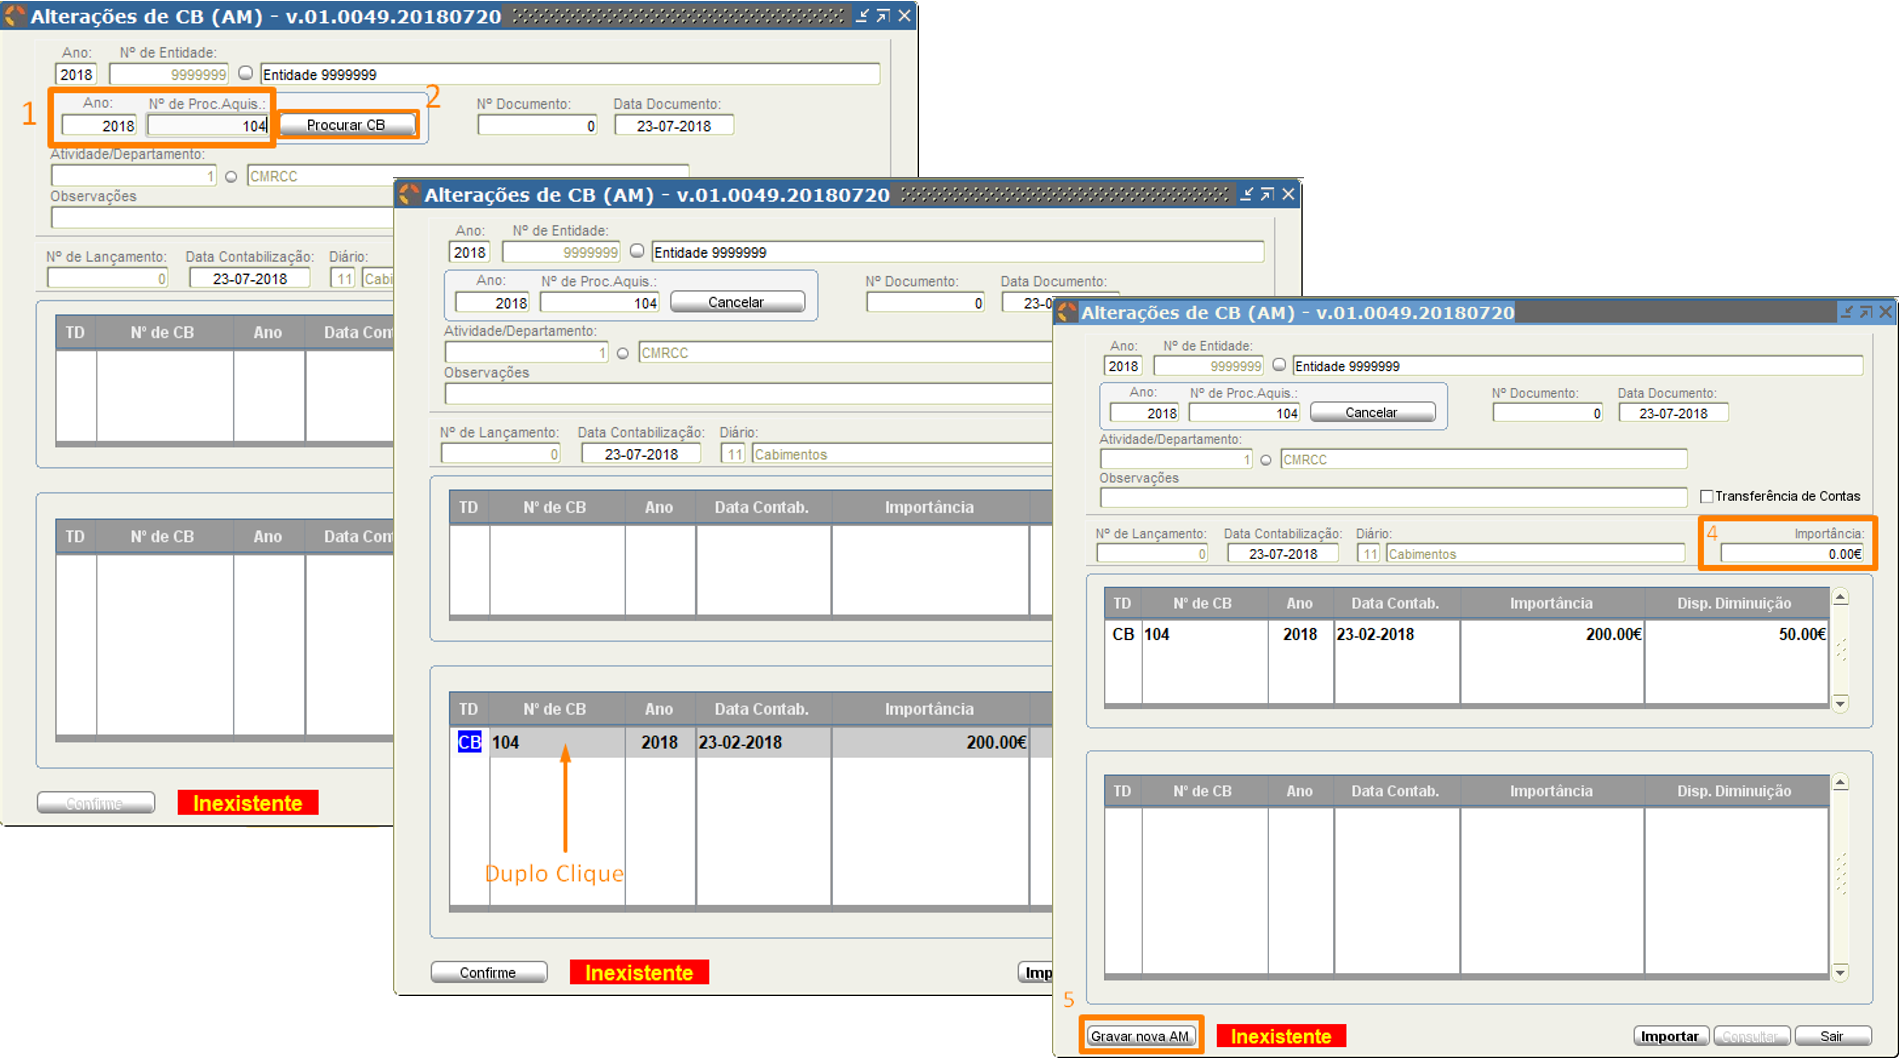 Alterações de CB (AM) - v.01.0049.20180720
Ano: Nº de Entidade:
2018 9999999 Entidade 9999999
1 Ano: Nº de Proc.Aquis.: 2 Nº Documento: Data Documento:
2018 104 Procurar CB 0 23-07-2018
Atividade/Departamento:
1 CMRCC
Observações
Nº de Lançamento: Data Contabilização: Diário:
0 23-07-2018 11 Cabi
TD Nº de CB Ano Data Con
TD Nº de CB Ano Data Con
Confirme Inexistente
Alterações de CB (AM) - v.01.0049.20180720
Ano: Nº de Entidade:
2018 9999999 Entidade 9999999
Ano: Nº de Proc.Aquis.: Nº Documento: Data Documento:
2018 104 Cancelar 0 23-0
Atividade/Departamento:
1 CMRCC
Observações
Nº de Lançamento: Data Contabilização: Diário:
0 23-07-2018 11 Cabimentos
TD Nº de CB Ano Data Contab. Importância
TD Nº de CB Ano Data Contab. Importância
CB 104 2018 23-02-2018 200.00€
Duplo Clique
Confirme Inexistente Imp
Alterações de CB (AM) - v.01.0049.20180720
Ano: Nº de Entidade:
2018 9999999 Entidade 9999999
Ano: Nº de Proc.Aquis.: Nº Documento: Data Documento:
2018 104 Cancelar 0 23-07-2018
Atividade/Departamento:
1 CMRCC
Observações
Transferência de Contas
Nº de Lançamento: Data Contabilização: Diário: 4 Importância:
0 23-07-2018 11 Cabimentos 0.00€
TD Nº de CB Ano Data Contab. Importância Disp. Diminuição
CB 104 2018 23-02-2018 200.00€ 50.00€
TD Nº de CB Ano Data Contab. Importância Disp. Diminuição
5
Gravar nova AM Inexistente Importar Consultar Sair